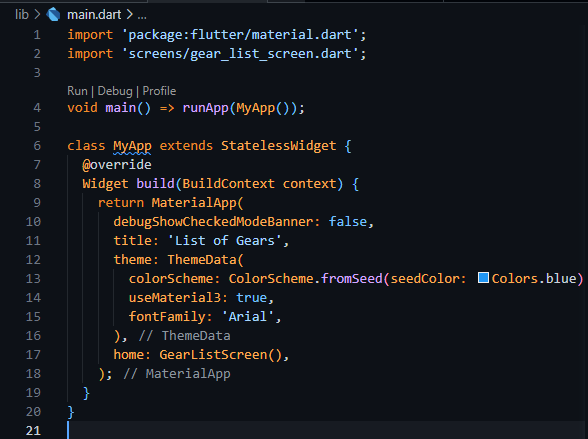 lib > main.dart > ...
1 import 'package:flutter/material.dart';
2 import 'screens/gear_list_screen.dart';
3
Run | Debug | Profile
4 void main() => runApp(MyApp());
5
6 class MyApp extends StatelessWidget {
7 @override
8 Widget build(BuildContext context) {
9 return MaterialApp(
10 debugShowCheckedModeBanner: false,
11 title: 'List of Gears',
12 theme: ThemeData(
13 colorScheme: ColorScheme.fromSeed(seedColor: Colors.blue)
14 useMaterial3: true,
15 fontFamily: 'Arial',
16 ), // ThemeData
17 home: GearListScreen(),
18 ); // MaterialApp
19 }
20 }
21